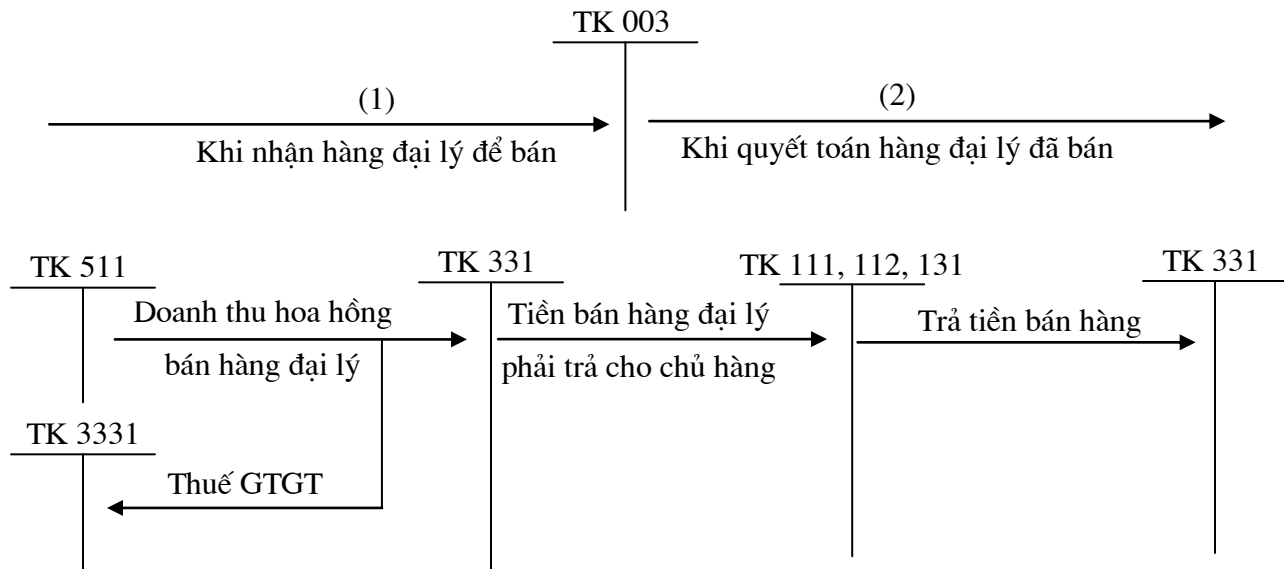 TK 003
(1)
(2)
Khi nhận hàng đại lý để bán
Khi quyết toán hàng đại lý đã bán
TK 511
TK 331
TK 111, 112, 131
TK 331
Doanh thu hoa hồng
bán hàng đại lý
Tiền bán hàng đại lý
phải trả cho chủ hàng
Trả tiền bán hàng
TK 3331
Thuế GTGT